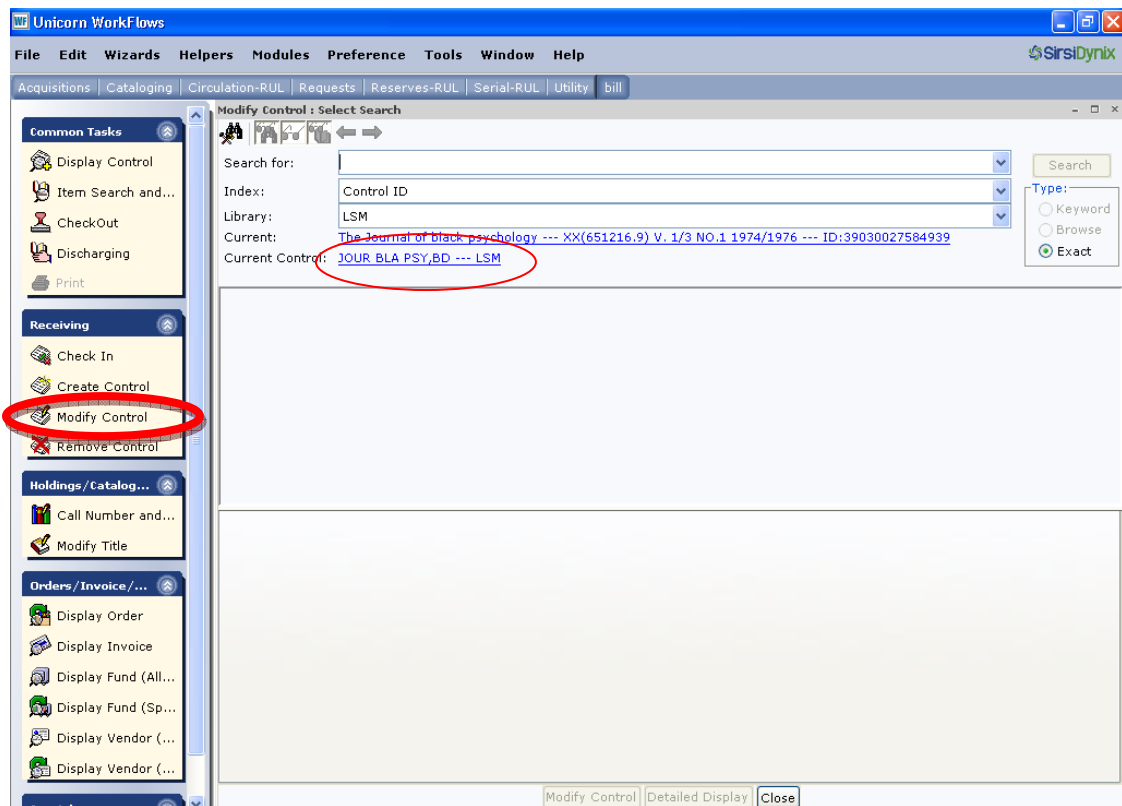 WF Unicorn WorkFlows
File Edit Wizards Helpers Modules Preference Tools Window Help
SirsiDynix
Acquisitions Cataloging Circulation-RUL Requests Reserves-RUL Serial-RUL Utility bill
Common Tasks
Display Control
Item Search and...
CheckOut
Discharging
Print
Receiving
Check In
Create Control
Modify Control
Remove Control
Holdings/Catalog...
Call Number and...
Modify Title
Orders/Invoice/...
Display Order
Display Invoice
Display Fund (All...
Display Fund (Sp...
Display Vendor (...
Display Vendor (...
Modify Control : Select Search
Search for:
Search
Index: Control ID
Library: LSM
Current: The Journal of black psychology --- XX(651216.9) V. 1/3 NO.1 1974/1976 --- ID:39030027584939
Current Control: JOUR BLA PSY,BD --- LSM
Type:
Keyword
Browse
Exact
Modify Control Detailed Display Close